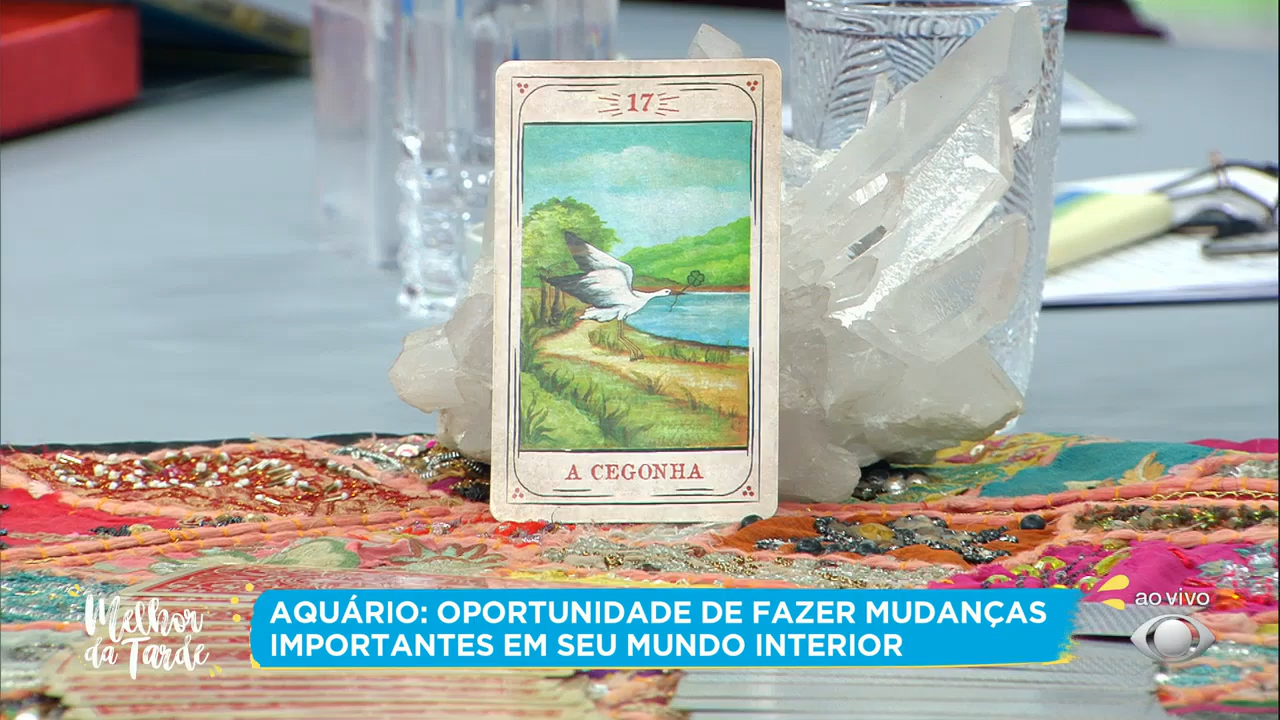 17
A CEGONHA
Melhor
da Tarde
AQUÁRIO: OPORTUNIDADE DE FAZER MUDANÇAS
IMPORTANTES EM SEU MUNDO INTERIOR
ao vivo